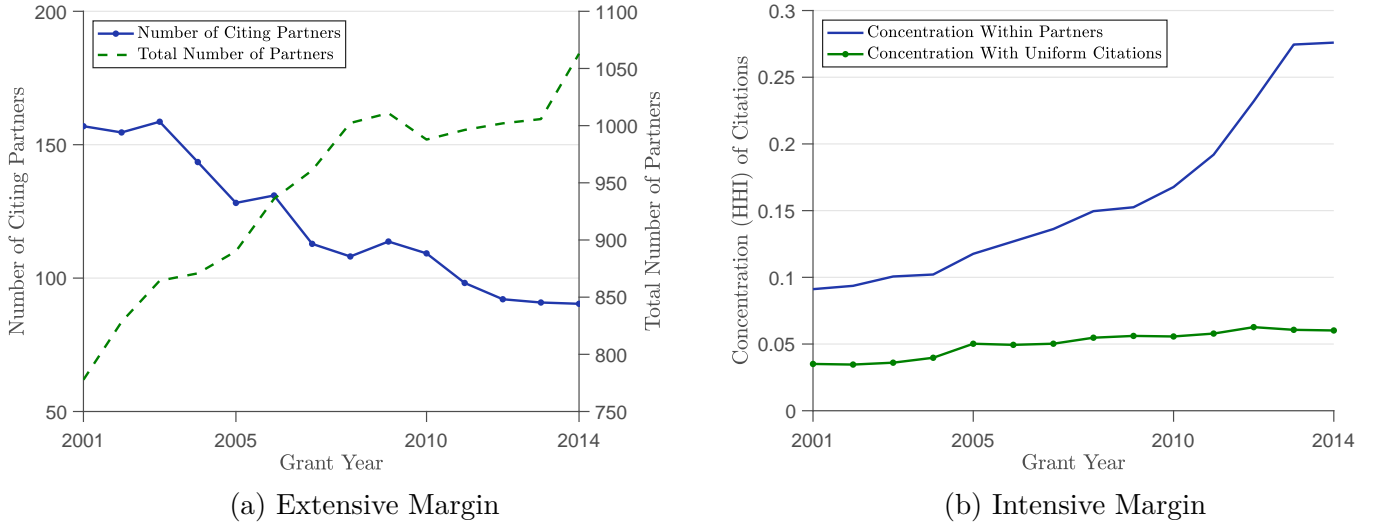 Number of Citing Partners
Total Number of Partners
200
150
100
50
Number of Citing Partners
1100
1050
1000
950
900
850
800
750
Total Number of Partners
2001
2005
2010
2014
Grant Year
(a) Extensive Margin
Concentration Within Partners
Concentration With Uniform Citations
0.3
0.25
0.2
0.15
0.1
0.05
0
Concentration (HHI) of Citations
2001
2005
2010
2014
Grant Year
(b) Intensive Margin